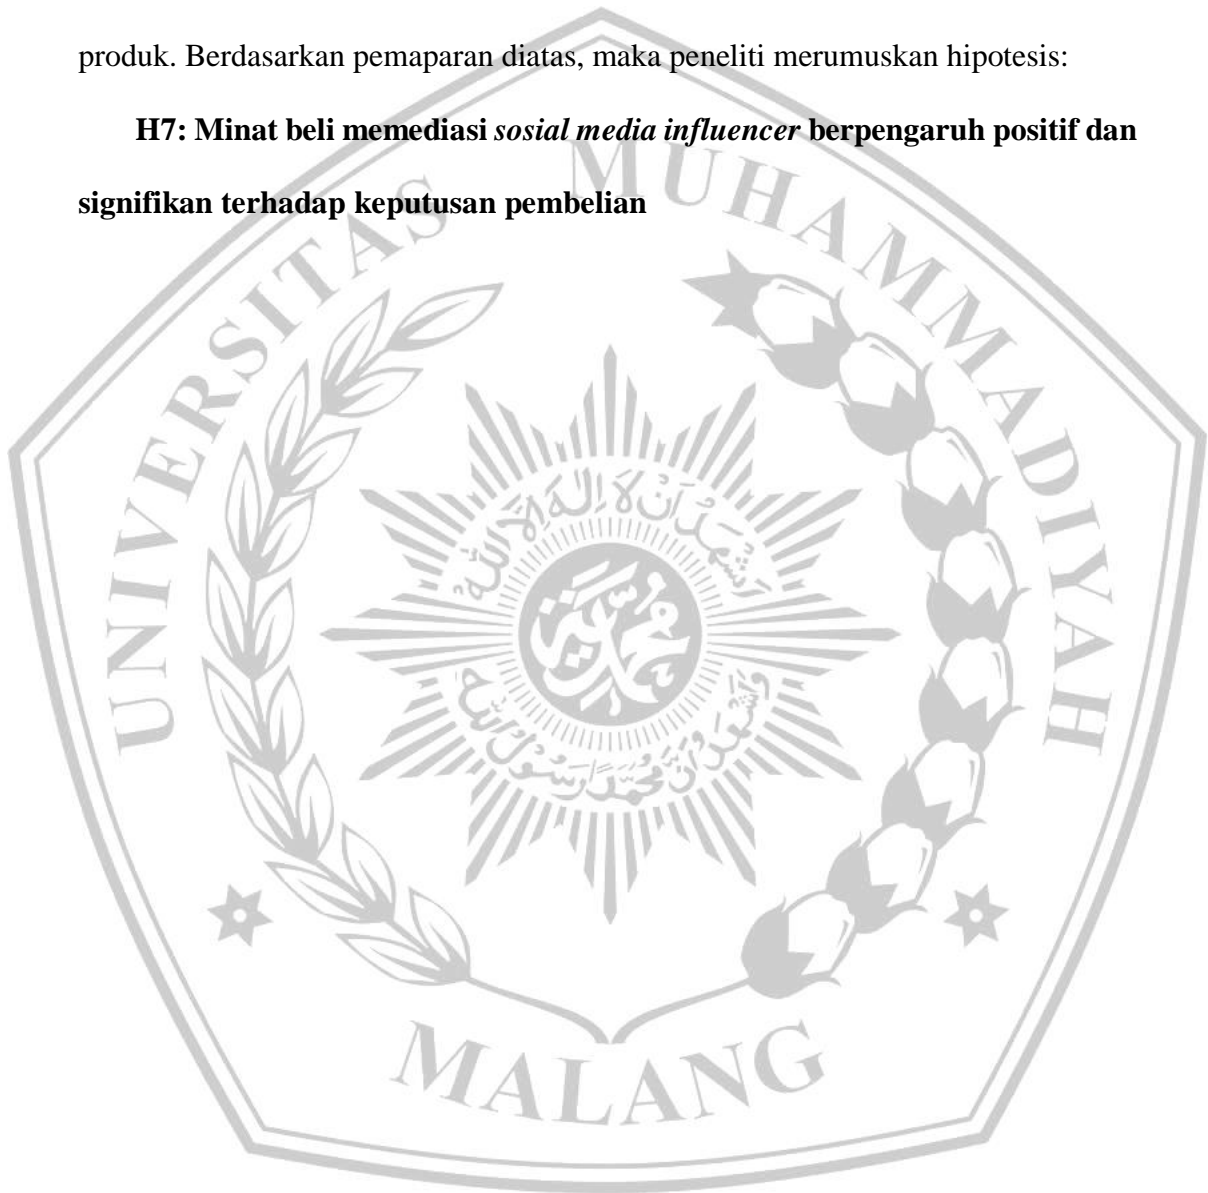 produk. Berdasarkan pemaparan diatas, maka peneliti merumuskan hipotesis:
H7: Minat beli memediasi sosial media influencer berpengaruh positif dan
signifikan terhadap keputusan pembelian
UNIVERSITAS MUHAMMADIYAH
MALANG